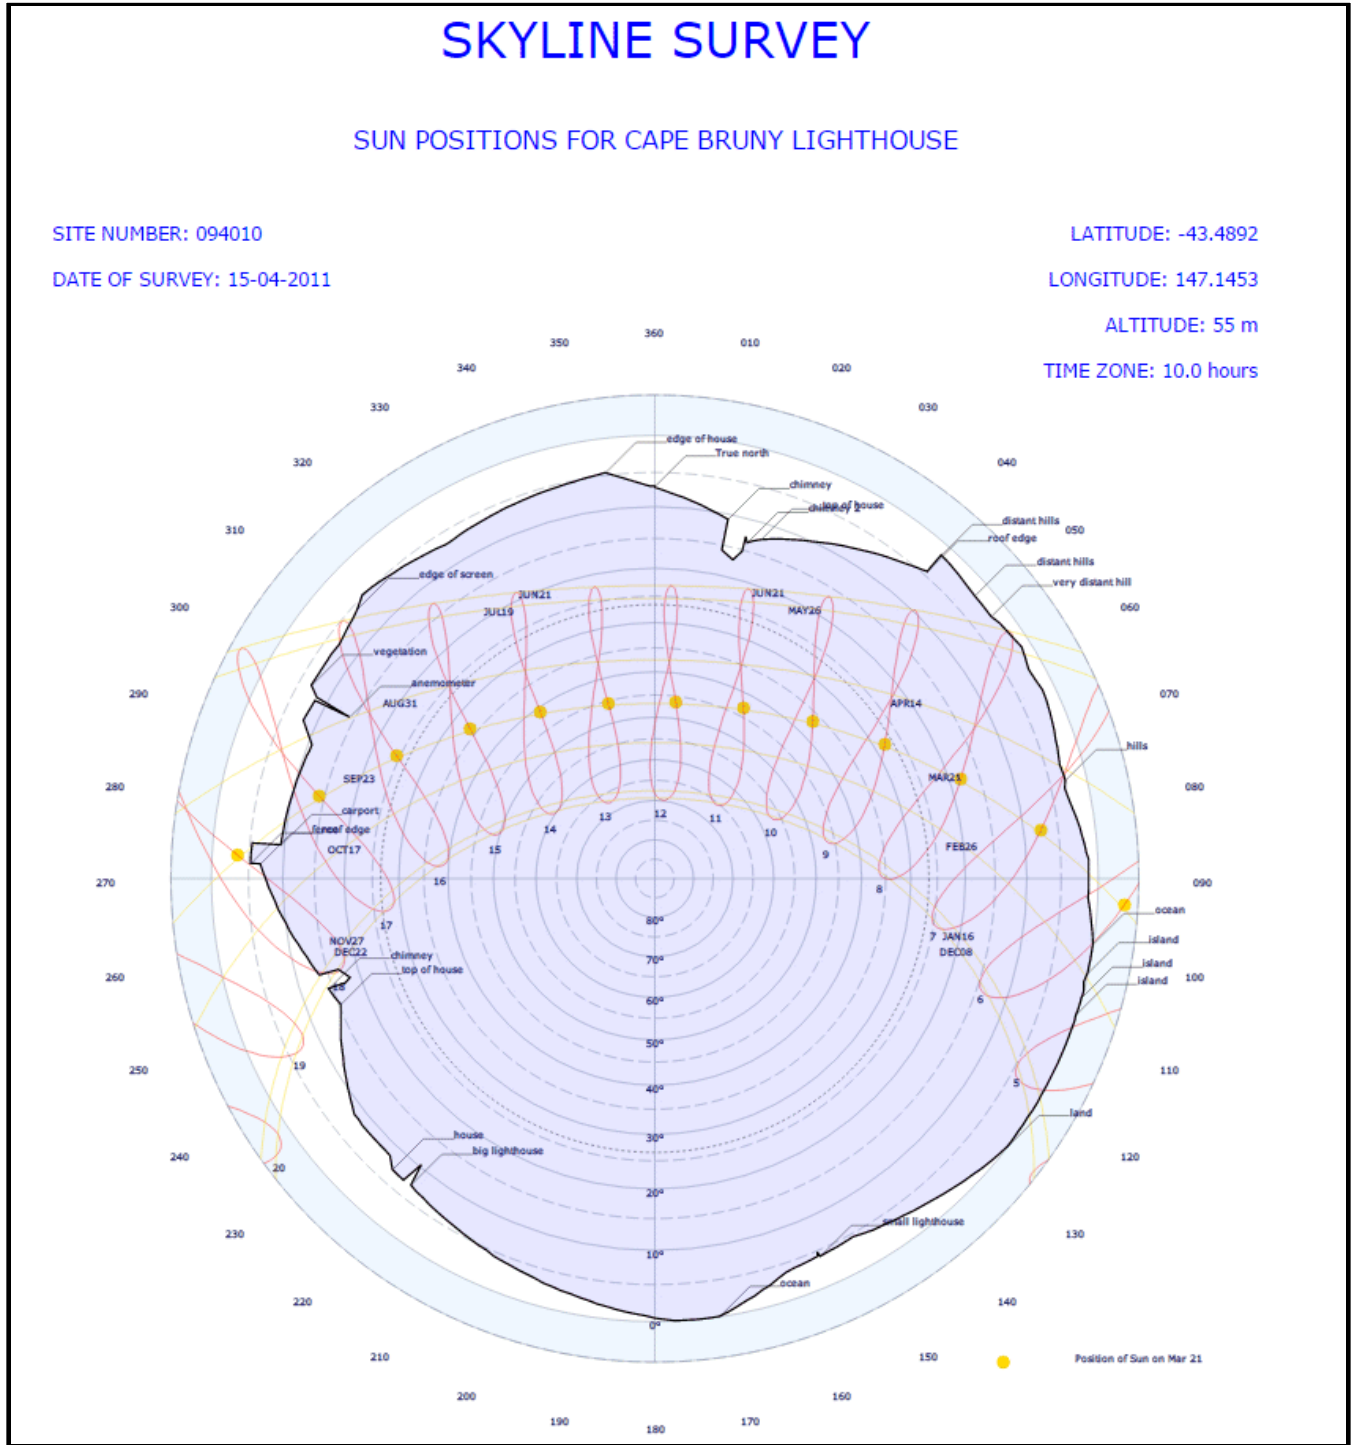 SKYLINE SURVEY
SUN POSITIONS FOR CAPE BRUNY LIGHTHOUSE
SITE NUMBER: 094010
LATITUDE: -43.4892
DATE OF SURVEY: 15-04-2011
LONGITUDE: 147.1453
ALTITUDE: 55 m
TIME ZONE: 10.0 hours
360
350
010
340
020
330
030
320
040
310
050
300
060
290
070
280
080
270
090
260
100
250
110
240
120
230
130
220
140
210
150
200
160
190
170
180
edge of house
True north
chimney
chimney 2
top of house
distant hills
roof edge
distant hills
very distant hill
edge of screen
JUN21
JUN21
JUL19
MAY26
vegetation
anemometer
AUG31
APR14
hills
SEP23
MAR21
carport
fence
roof edge
OCT17
FEB26
12
13
11
14
10
15
9
16
8
17
7
18
6
19
5
20
ocean
island
island
island
NOV27
DEC22
JAN16
DEC08
chimney
top of house
80°
70°
60°
50°
40°
30°
20°
10°
0°
land
house
big lighthouse
small lighthouse
ocean
Position of Sun on Mar 21